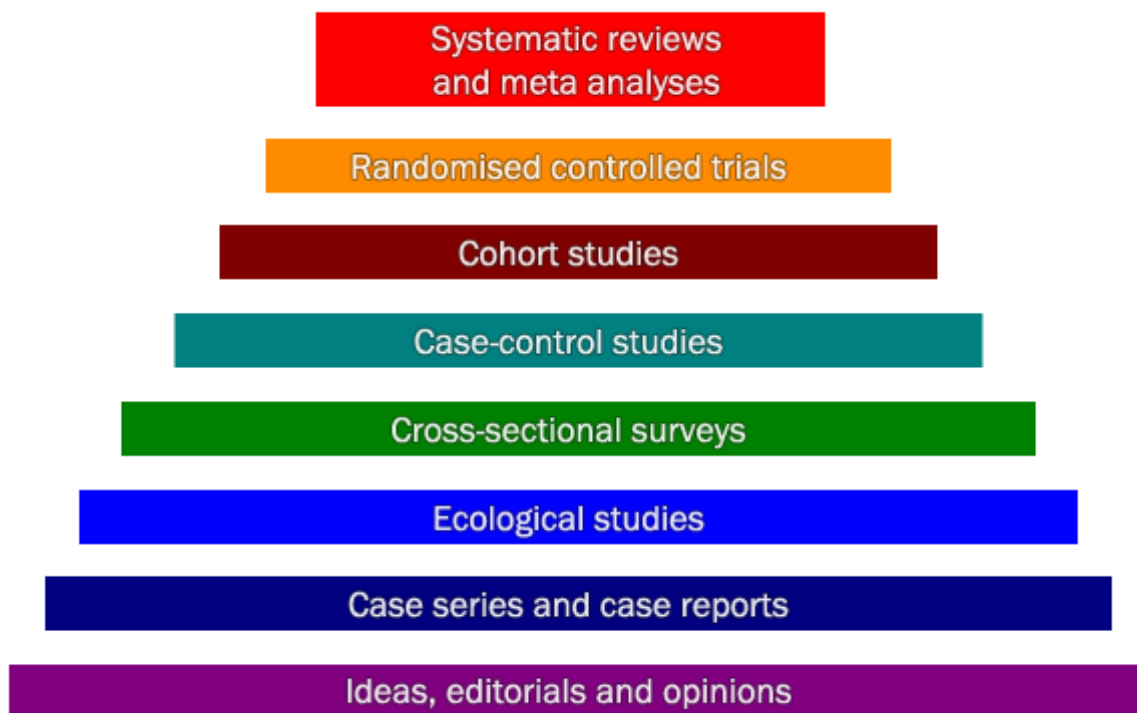 Systematic reviews
and meta analyses
Randomised controlled trials
Cohort studies
Case-control studies
Cross-sectional surveys
Ecological studies
Case series and case reports
Ideas, editorials and opinions